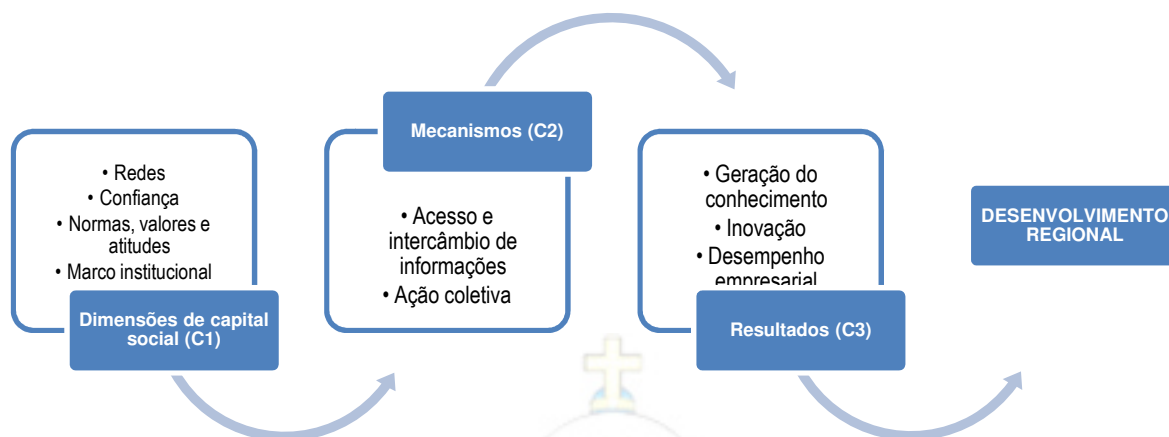 • Redes
• Confiança
• Normas, valores e
atitudes
• Marco institucional
Dimensões de capital
social (C1)
Mecanismos (C2)
• Acesso e
intercâmbio de
informações
• Ação coletiva
• Geração do
conhecimento
• Inovação
• Desempenho
empresarial
Resultados (C3)
DESENVOLVIMENTO
REGIONAL